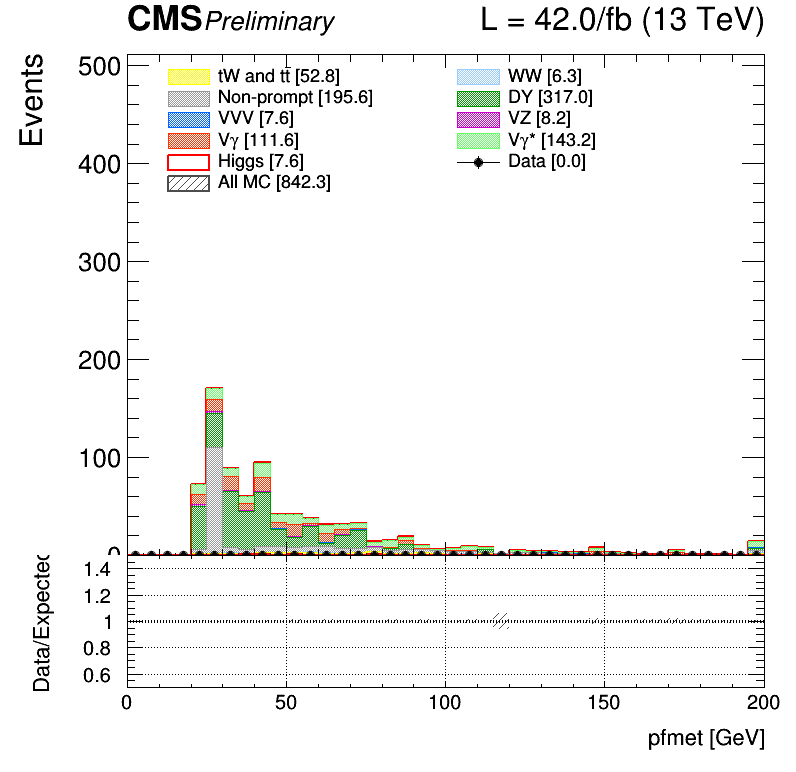 CMS Preliminary L = 42.0/fb (13 TeV)
Events
500
400
300
200
100
0
tW and tt̄ [52.8]
Non-prompt [195.6]
VVV [7.6]
Vγ [111.6]
Higgs [7.6]
All MC [842.3]
WW [6.3]
DY [317.0]
VZ [8.2]
Vγ* [143.2]
Data [0.0]
Data/Expected
1.4
1.2
1
0.8
0.6
0 50 100 150 200
pfmet [GeV]